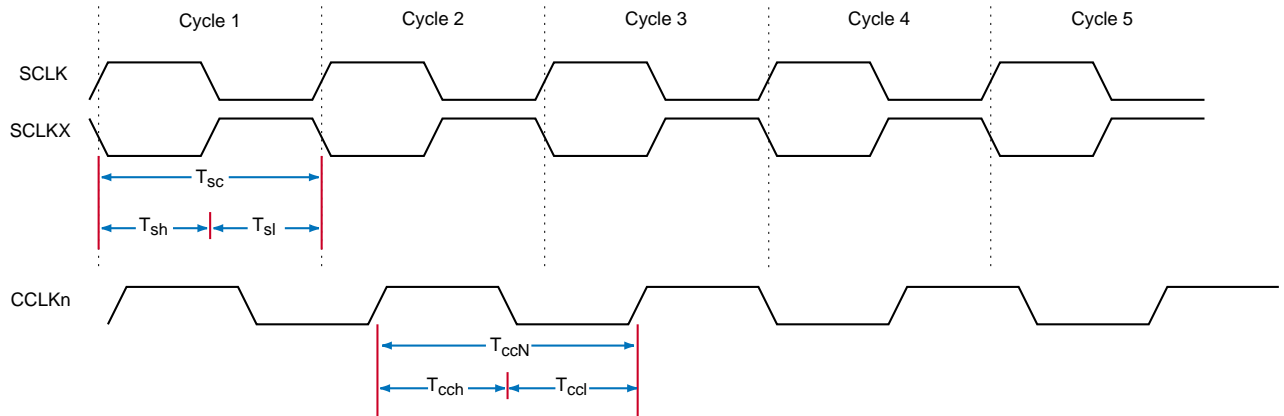 Cycle 1 Cycle 2 Cycle 3 Cycle 4 Cycle 5
SCLK
SCLKX
Tsc
Tsh Tsl
CCLKn
TccN
Tcch Tccl